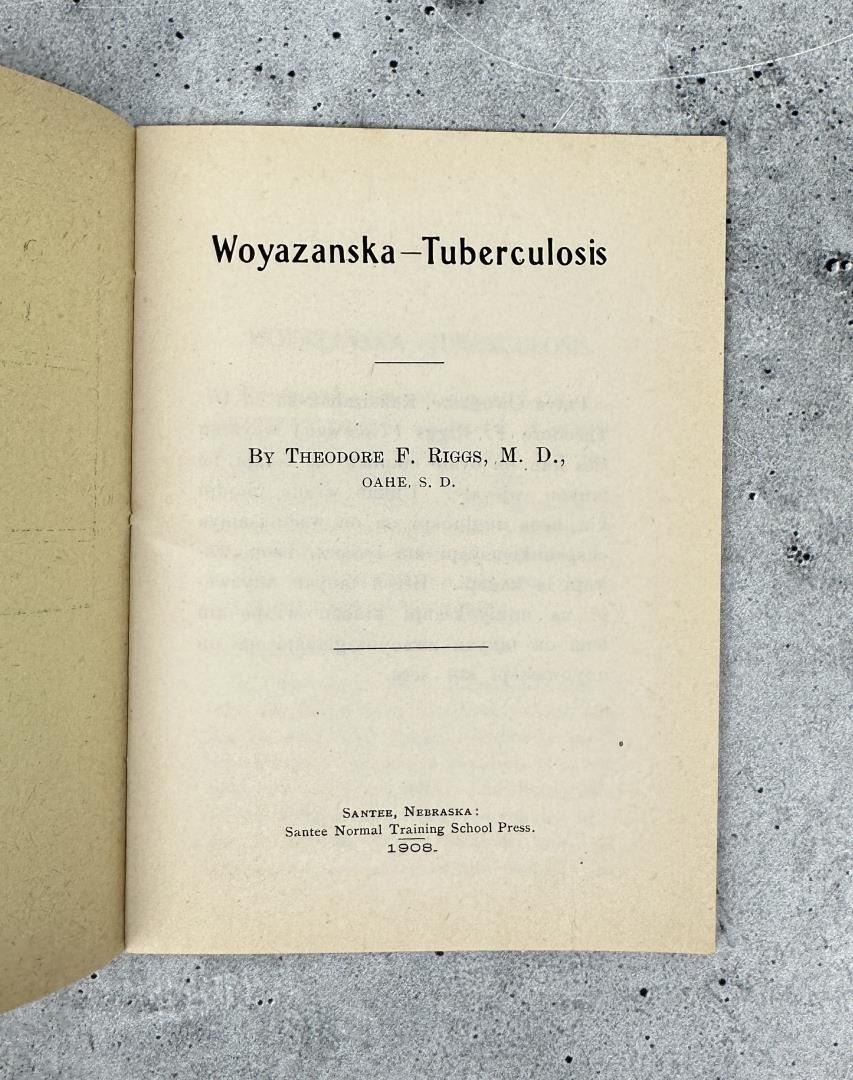 Woyazanska—Tuberculosis
By Theodore F. Riggs, M. D.,
OAHE, S. D.
Santee, Nebraska:
Santee Normal Training School Press.
1908.